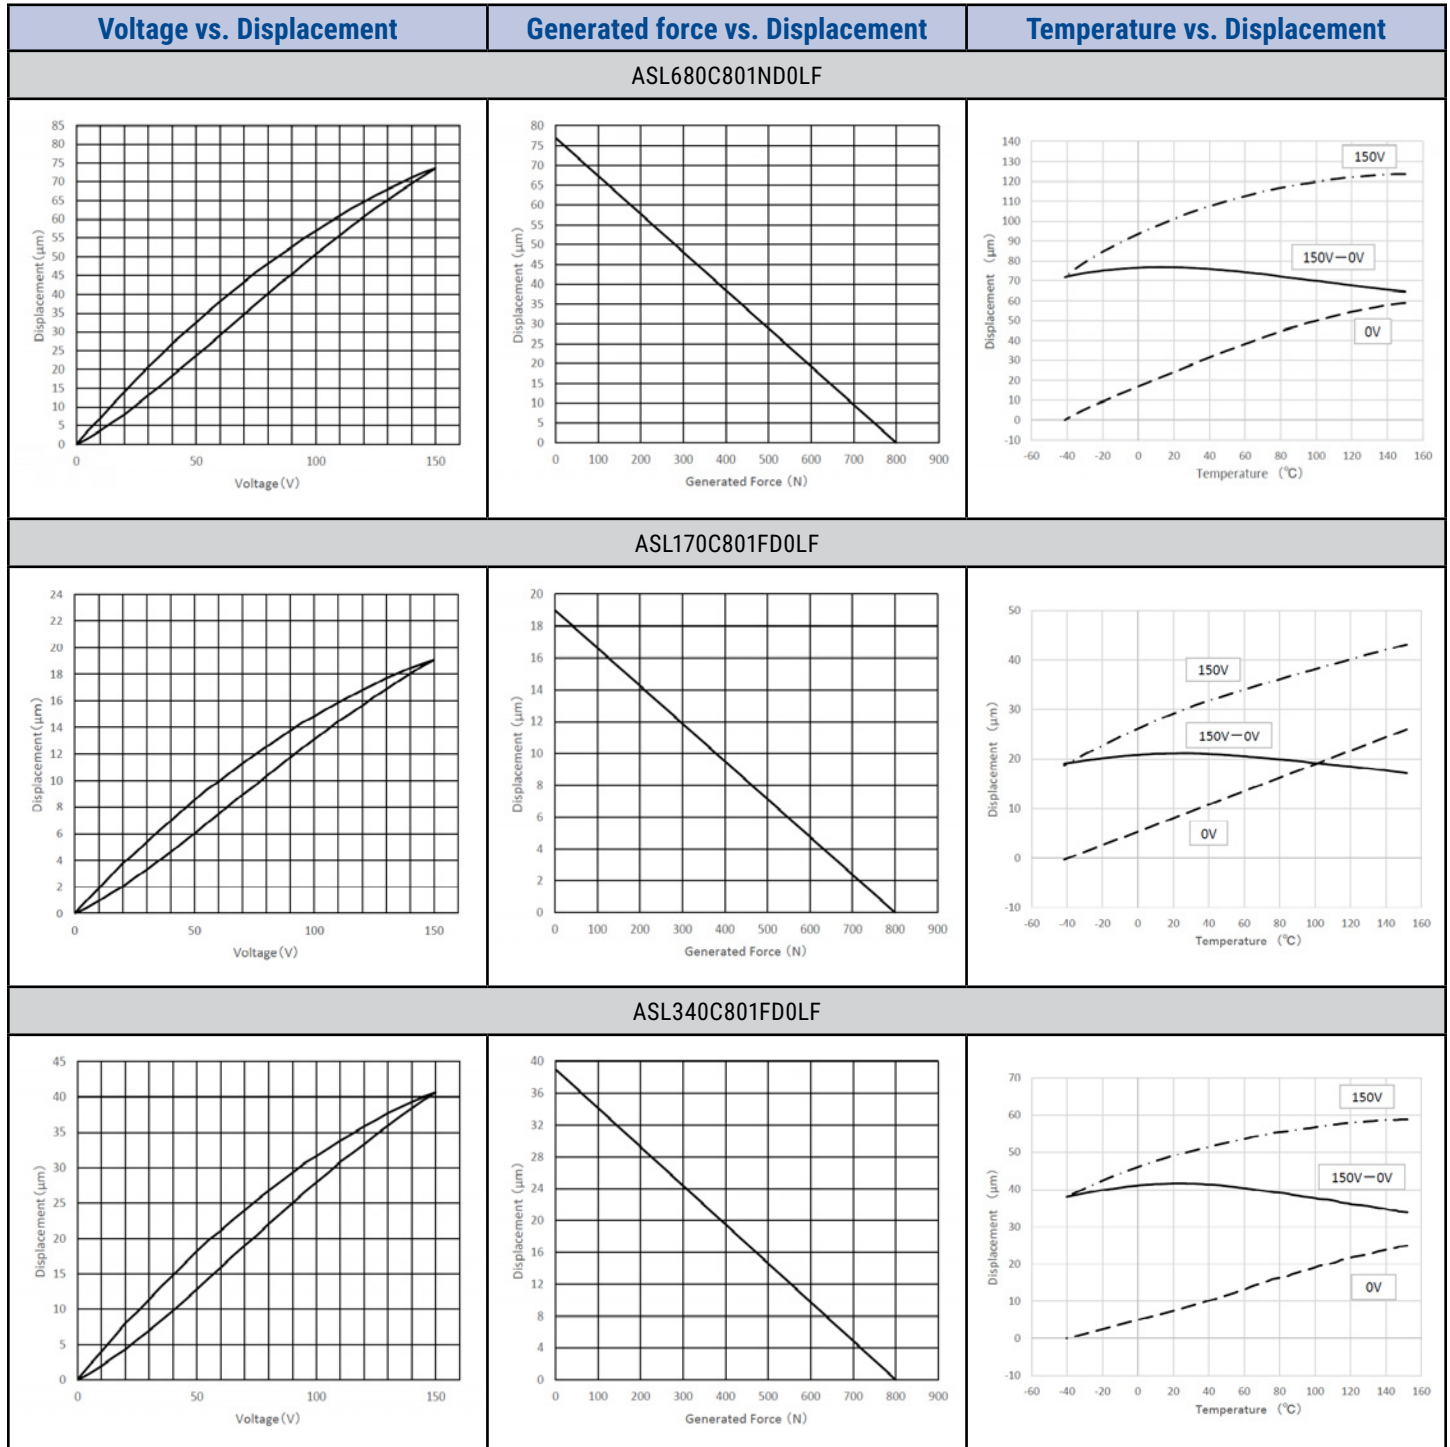 Voltage vs. Displacement
Generated force vs. Displacement
Temperature vs. Displacement
ASL680C801ND0LF
85
80
75
70
65
60
55
50
45
40
35
30
25
20
15
10
5
0
Displacement(μm)
0 50 100 150
Voltage(V)
80
75
70
65
60
55
50
45
40
35
30
25
20
15
10
5
0
Displacement (μm)
0 100 200 300 400 500 600 700 800 900
Generated Force (N)
140
130
120
110
100
90
80
70
60
50
40
30
20
10
0
-10
Displacement (μm)
150V
150V－0V
0V
-60 -40 -20 0 20 40 60 80 100 120 140 160
Temperature (℃)
ASL170C801FD0LF
24
22
20
18
16
14
12
10
8
6
4
2
0
Displacement(μm)
0 50 100 150
Voltage(V)
20
18
16
14
12
10
8
6
4
2
0
Displacement (μm)
0 100 200 300 400 500 600 700 800 900
Generated Force (N)
50
40
30
20
10
0
-10
Displacement (μm)
150V
150V－0V
0V
-60 -40 -20 0 20 40 60 80 100 120 140 160
Temperature (℃)
ASL340C801FD0LF
45
40
35
30
25
20
15
10
5
0
Displacement(μm)
0 50 100 150
Voltage(V)
40
36
32
28
24
20
16
12
8
4
0
Displacement (μm)
0 100 200 300 400 500 600 700 800 900
Generated Force (N)
70
60
50
40
30
20
10
0
-10
Displacement (μm)
150V
150V－0V
0V
-60 -40 -20 0 20 40 60 80 100 120 140 160
Temperature (℃)